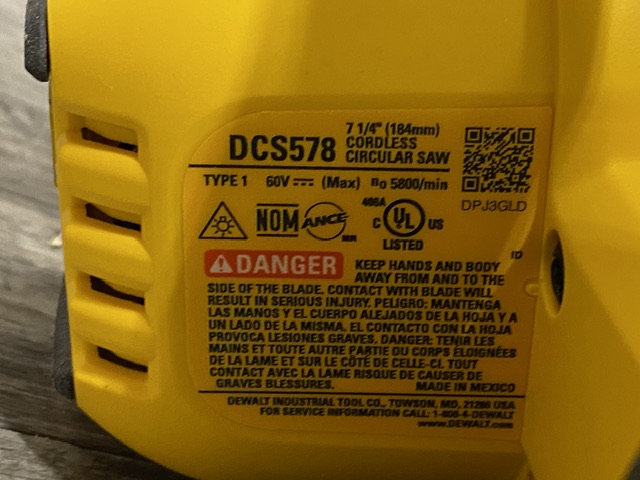 DCS578
7 1/4" (184mm)
CORDLESS
CIRCULAR SAW
TYPE 1 60V⎓ (Max) no 5800/min
DPJ3GLD
NOM ANCE
MR
406A
C UL US
LISTED
ID
DANGER KEEP HANDS AND BODY
AWAY FROM AND TO THE
SIDE OF THE BLADE. CONTACT WITH BLADE WILL
RESULT IN SERIOUS INJURY. PELIGRO: MANTENGA
LAS MANOS Y EL CUERPO ALEJADOS DE LA HOJA Y A
UN LADO DE LA MISMA. EL CONTACTO CON LA HOJA
PROVOCA LESIONES GRAVES. DANGER: TENIR LES
MAINS ET TOUTE AUTRE PARTIE DU CORPS ÉLOIGNÉES
DE LA LAME ET SUR LE CÔTÉ DE CELLE-CI. TOUT
CONTACT AVEC LA LAME RISQUE DE CAUSER DE
GRAVES BLESSURES. MADE IN MEXICO
DEWALT INDUSTRIAL TOOL CO., TOWSON, MD, 21286 USA
FOR SERVICE INFORMATION CALL: 1-800-4-DEWALT
www.DEWALT.com